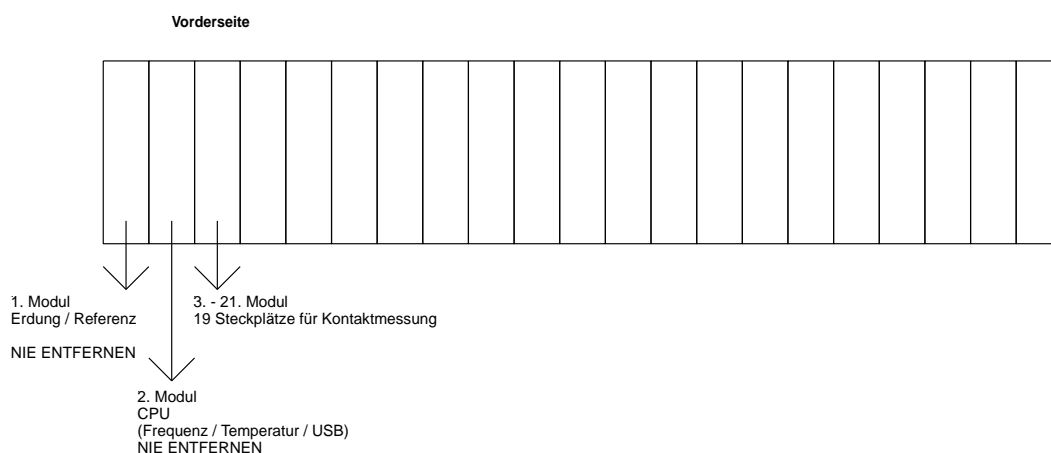 Vorderseite
1. Modul
Erdung / Referenz
NIE ENTFERNEN
3. - 21. Modul
19 Steckplätze für Kontaktmessung
2. Modul
CPU
(Frequenz / Temperatur / USB)
NIE ENTFERNEN